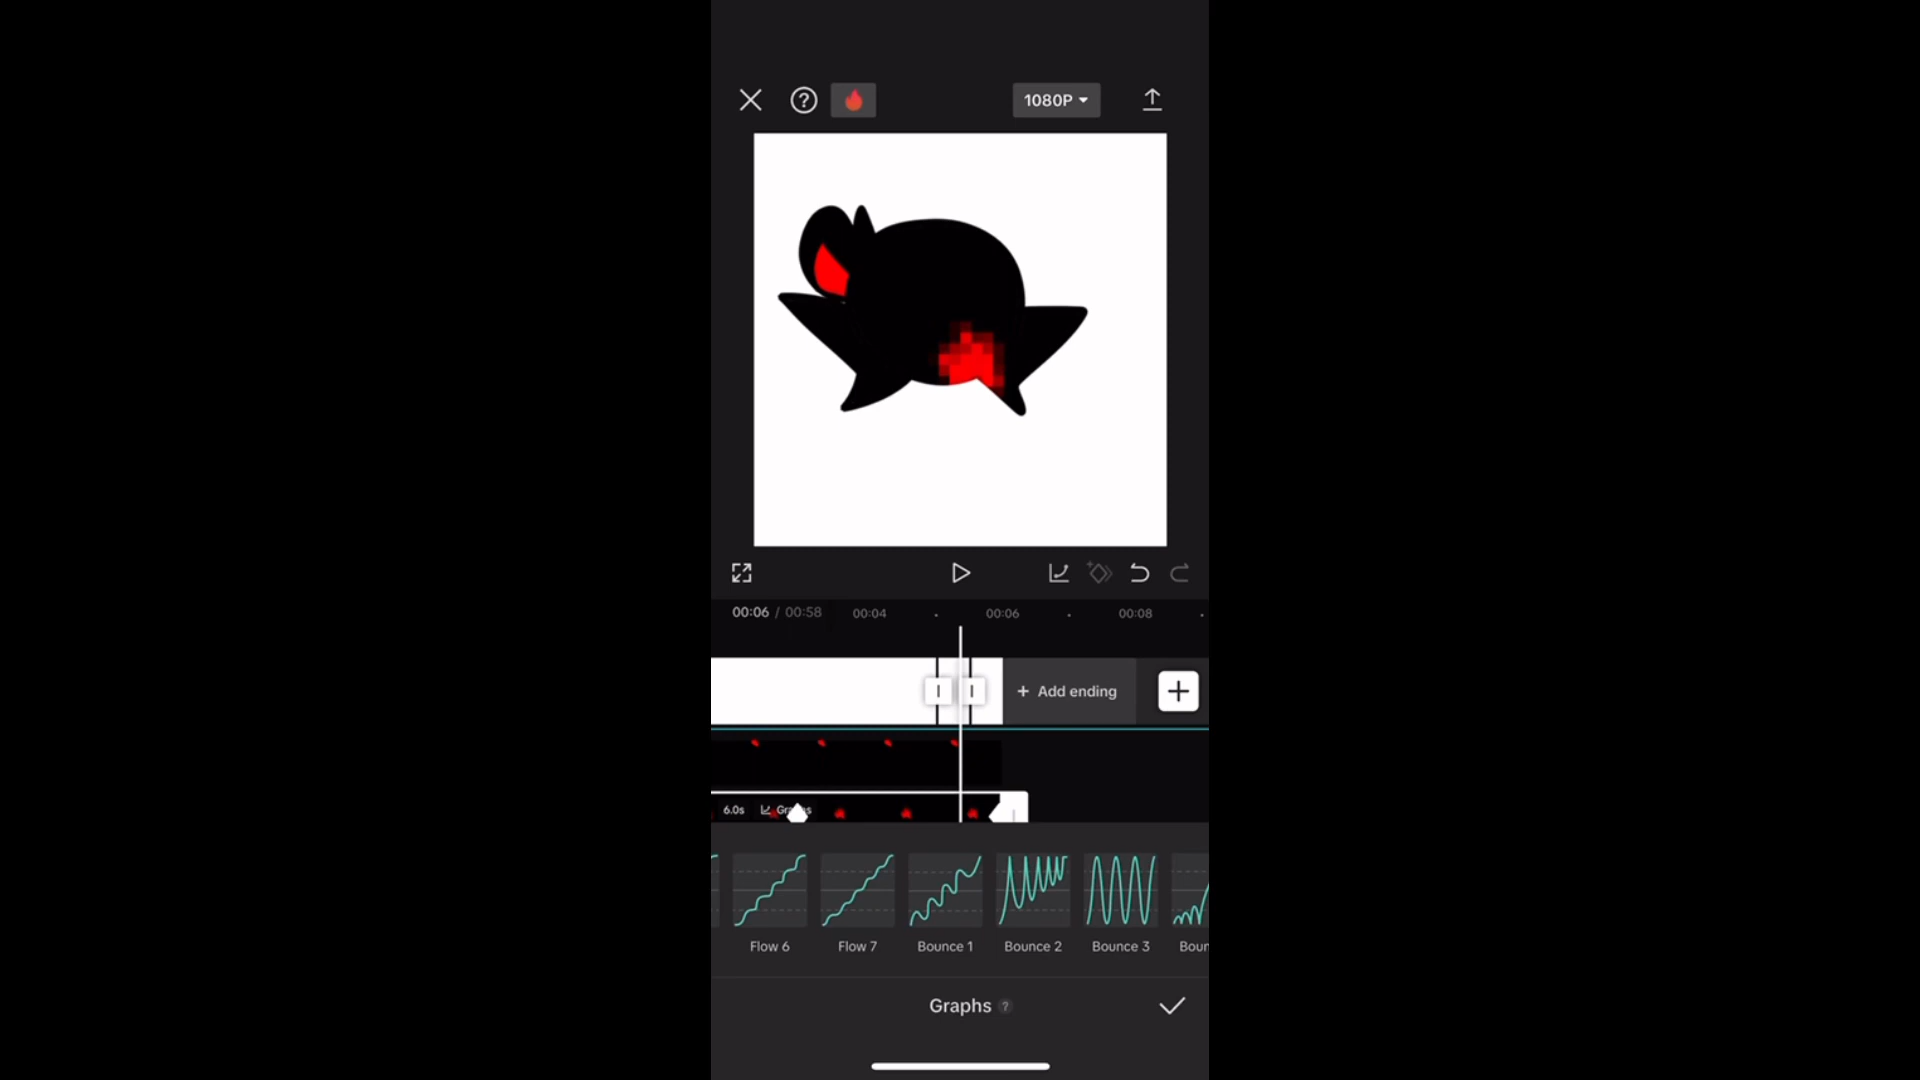 1080P
00:06 / 00:58 00:04 00:06 00:08
+ Add ending
6.0s
Flow 6 Flow 7 Bounce 1 Bounce 2 Bounce 3
Graphs ?